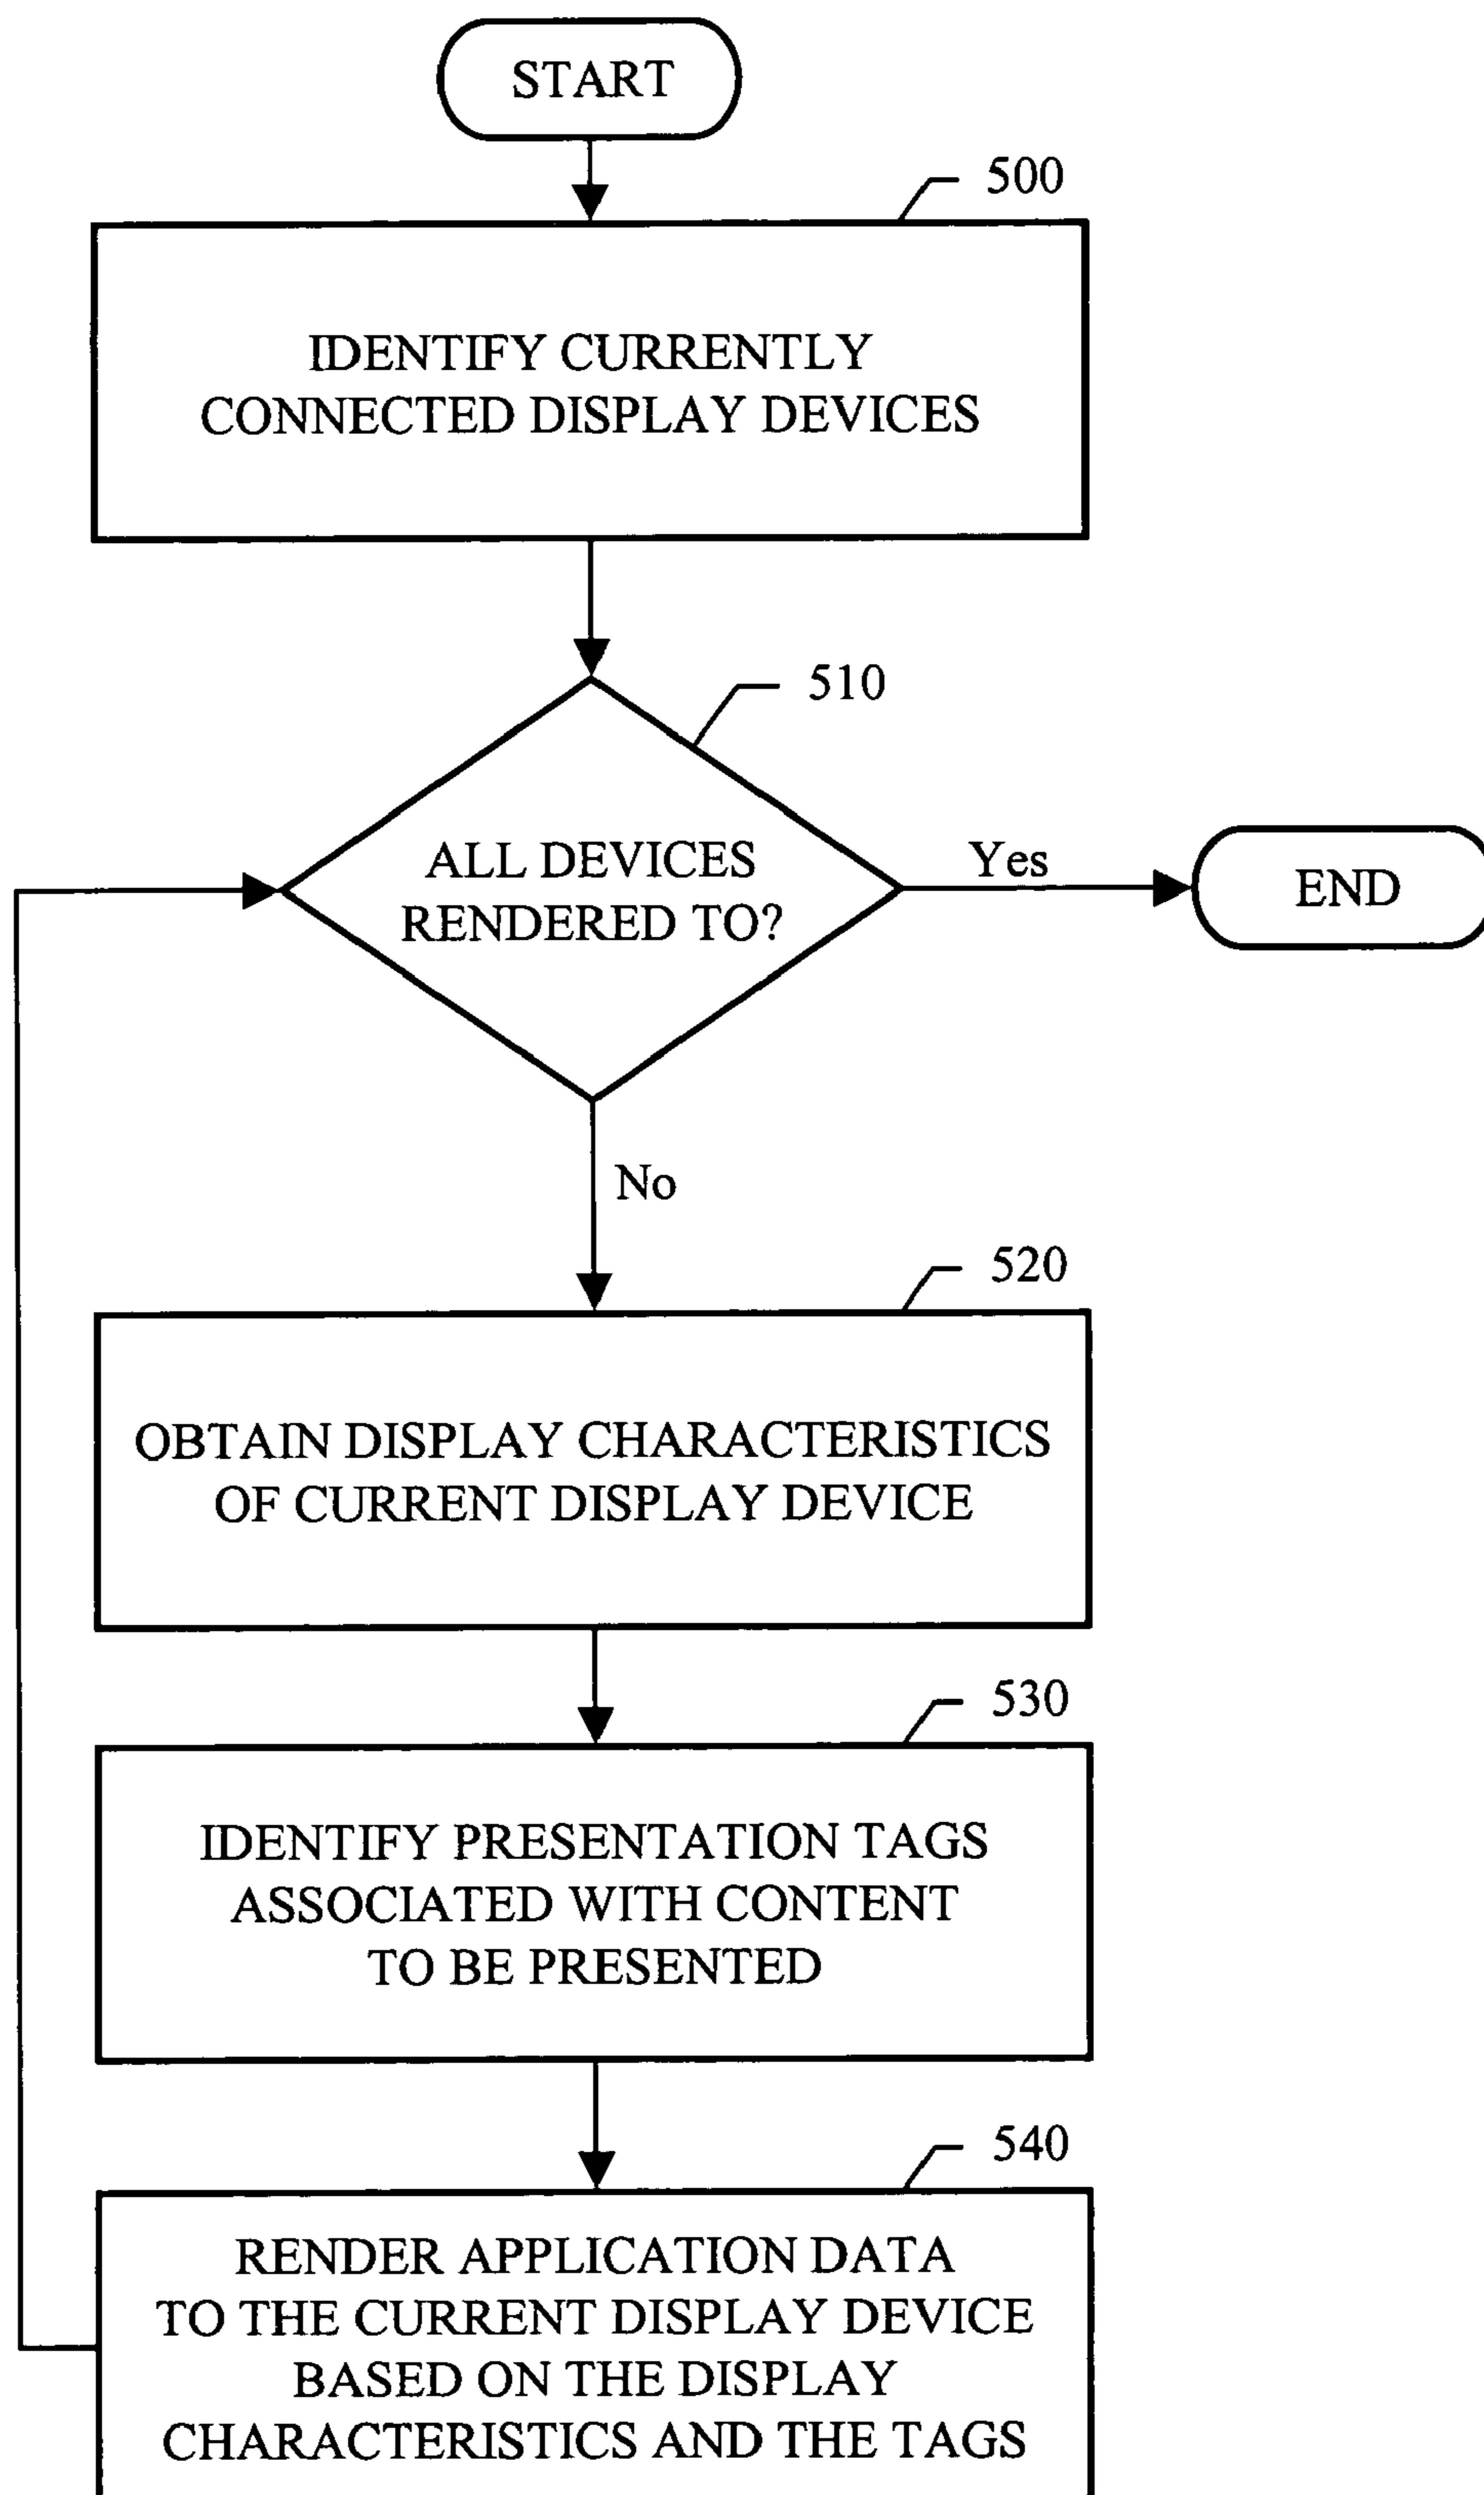 START
500
IDENTIFY CURRENTLY
CONNECTED DISPLAY DEVICES
510
ALL DEVICES
RENDERED TO?
Yes
END
No
520
OBTAIN DISPLAY CHARACTERISTICS
OF CURRENT DISPLAY DEVICE
530
IDENTIFY PRESENTATION TAGS
ASSOCIATED WITH CONTENT
TO BE PRESENTED
540
RENDER APPLICATION DATA
TO THE CURRENT DISPLAY DEVICE
BASED ON THE DISPLAY
CHARACTERISTICS AND THE TAGS